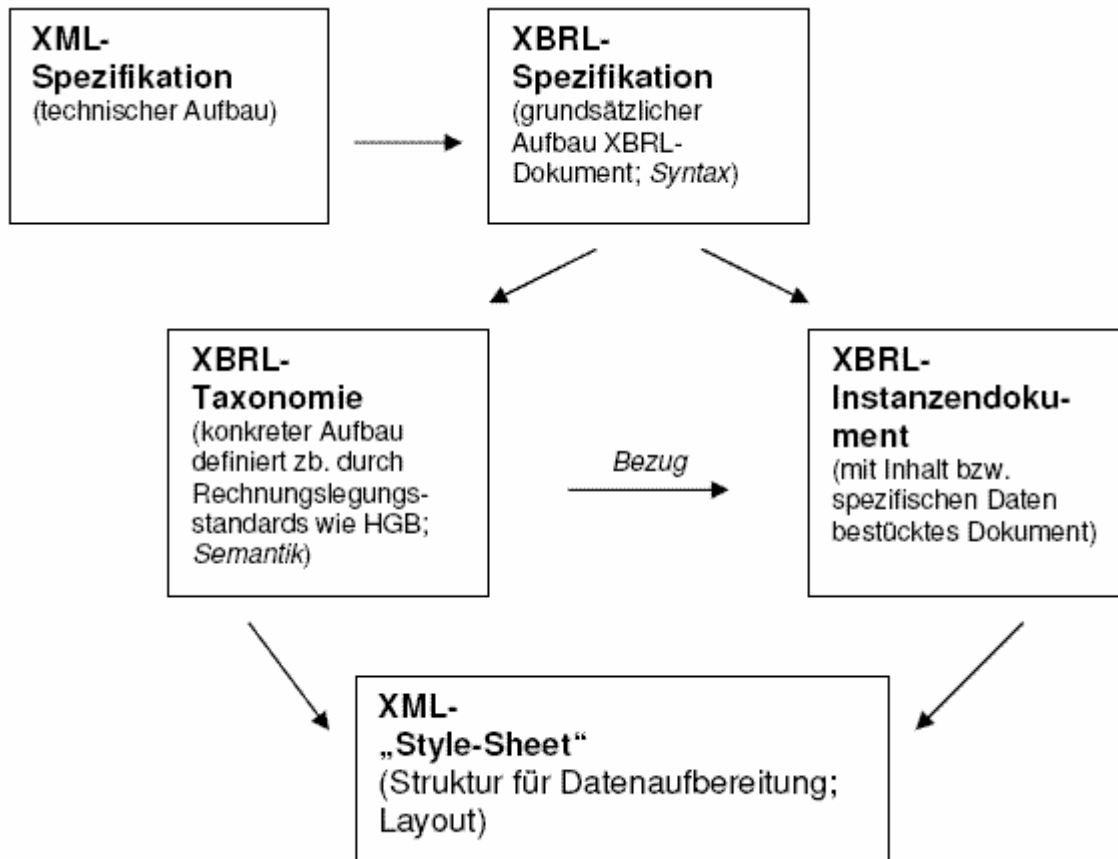 XML-
Spezifikation
(technischer Aufbau)
XBRL-
Spezifikation
(grundsätzlicher
Aufbau XBRL-
Dokument; Syntax)
XBRL-
Taxonomie
(konkreter Aufbau
definiert zb. durch
Rechnungslegungs-
standards wie HGB;
Semantik)
Bezug
XBRL-
Instanzendoku-
ment
(mit Inhalt bzw.
spezifischen Daten
bestücktes Dokument)
XML-
„Style-Sheet“
(Struktur für Datenaufbereitung;
Layout)